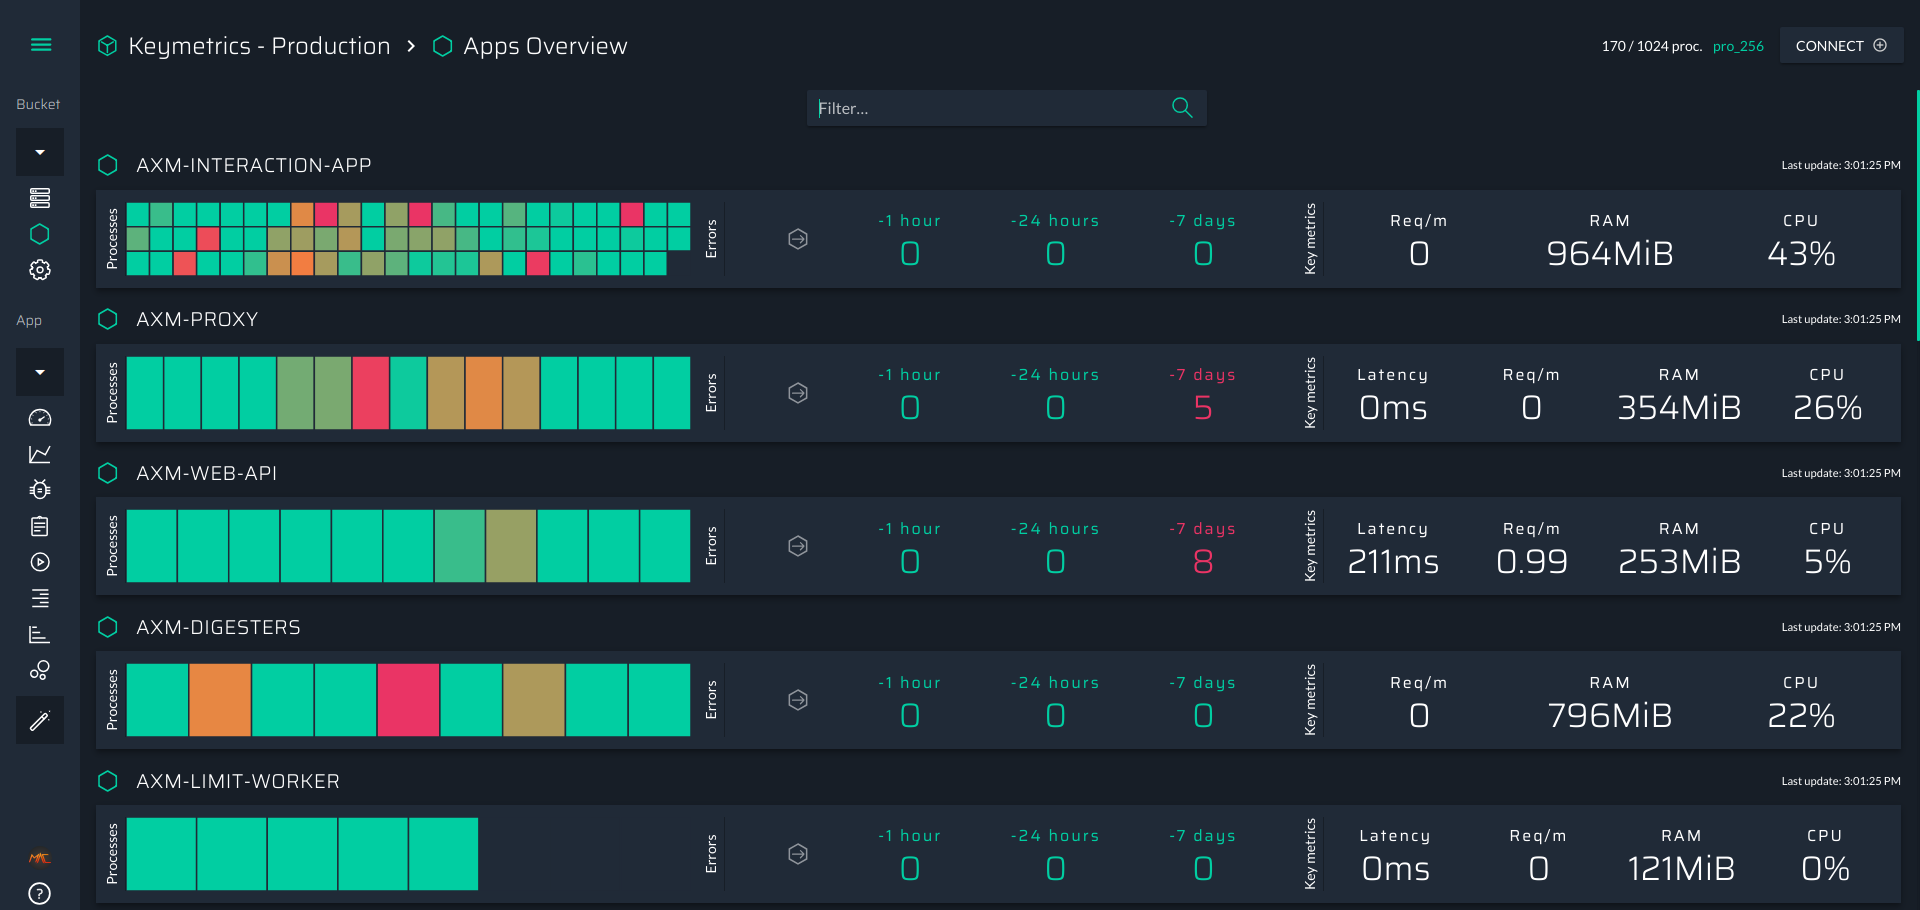 Keymetrics - Production > Apps Overview
170 / 1024 proc. pro_256 CONNECT
Bucket
Filter...
AXM-INTERACTION-APP Last update: 3:01:25 PM
Processes
Errors
-1 hour -24 hours -7 days
0 0 0
Key metrics
Req/m RAM CPU
0 964MiB 43%
App
AXM-PROXY Last update: 3:01:25 PM
Processes
Errors
-1 hour -24 hours -7 days
0 0 5
Key metrics
Latency Req/m RAM CPU
0ms 0 354MiB 26%
AXM-WEB-API Last update: 3:01:25 PM
Processes
Errors
-1 hour -24 hours -7 days
0 0 8
Key metrics
Latency Req/m RAM CPU
211ms 0.99 253MiB 5%
AXM-DIGESTERS Last update: 3:01:25 PM
Processes
Errors
-1 hour -24 hours -7 days
0 0 0
Key metrics
Req/m RAM CPU
0 796MiB 22%
AXM-LIMIT-WORKER Last update: 3:01:25 PM
Processes
Errors
-1 hour -24 hours -7 days
0 0 0
Key metrics
Latency Req/m RAM CPU
0ms 0 121MiB 0%
?